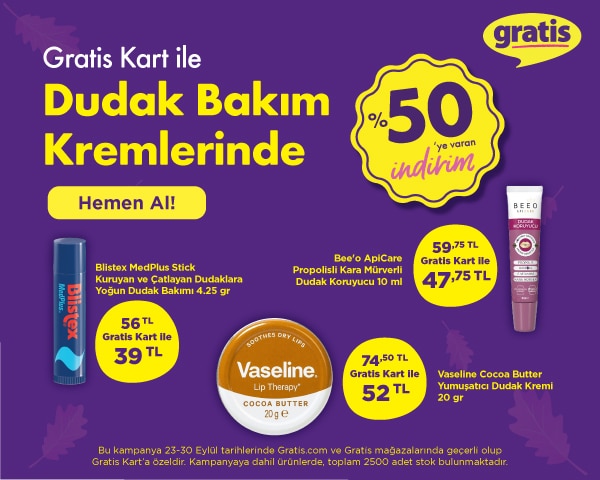 gratis
Gratis Kart ile
Dudak Bakım
Kremlerinde
%50
'ye varan
indirim
Hemen Al!
Blistex MedPlus Stick
Kuruyan ve Çatlayan Dudaklara
Yoğun Dudak Bakımı 4.25 gr
56 TL
Gratis Kart ile
39 TL
Blistex
MedPlus.
Bee'o ApiCare
Propolisli Kara Mürverli
Dudak Koruyucu 10 ml
59,75 TL
Gratis Kart ile
47,75 TL
BEEO
DUDAK
KORUYUCU
SOOTHES DRY LIPS
Vaseline.
Lip Therapy
COCOA BUTTER
20 g e
74,50 TL
Gratis Kart ile
52 TL
Vaseline Cocoa Butter
Yumuşatıcı Dudak Kremi
20 gr
Bu kampanya 23-30 Eylül tarihlerinde Gratis.com ve Gratis mağazalarında geçerli olup
Gratis Kart'a özeldir. Kampanyaya dahil ürünlerde, toplam 2500 adet stok bulunmaktadır.